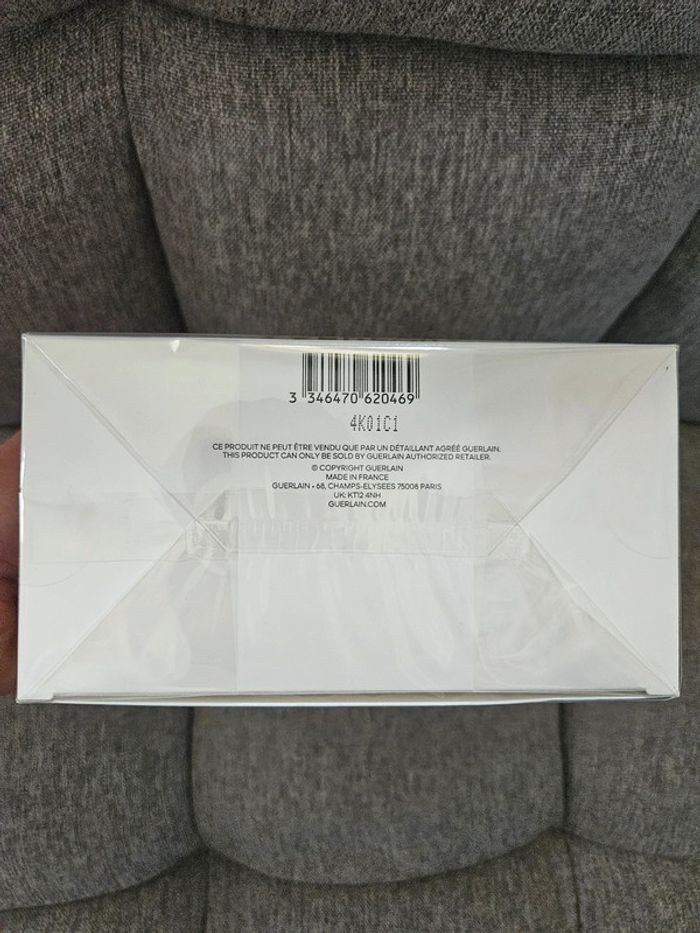 3 346470 620469
4K01C1
CE PRODUIT NE PEUT ÊTRE VENDU QUE PAR UN DÉTAILLANT AGRÉÉ GUERLAIN.
THIS PRODUCT CAN ONLY BE SOLD BY GUERLAIN AUTHORIZED RETAILER.
© COPYRIGHT GUERLAIN
MADE IN FRANCE
GUERLAIN • 68, CHAMPS-ELYSEES 75008 PARIS
UK: KT12 4NH
GUERLAIN.COM